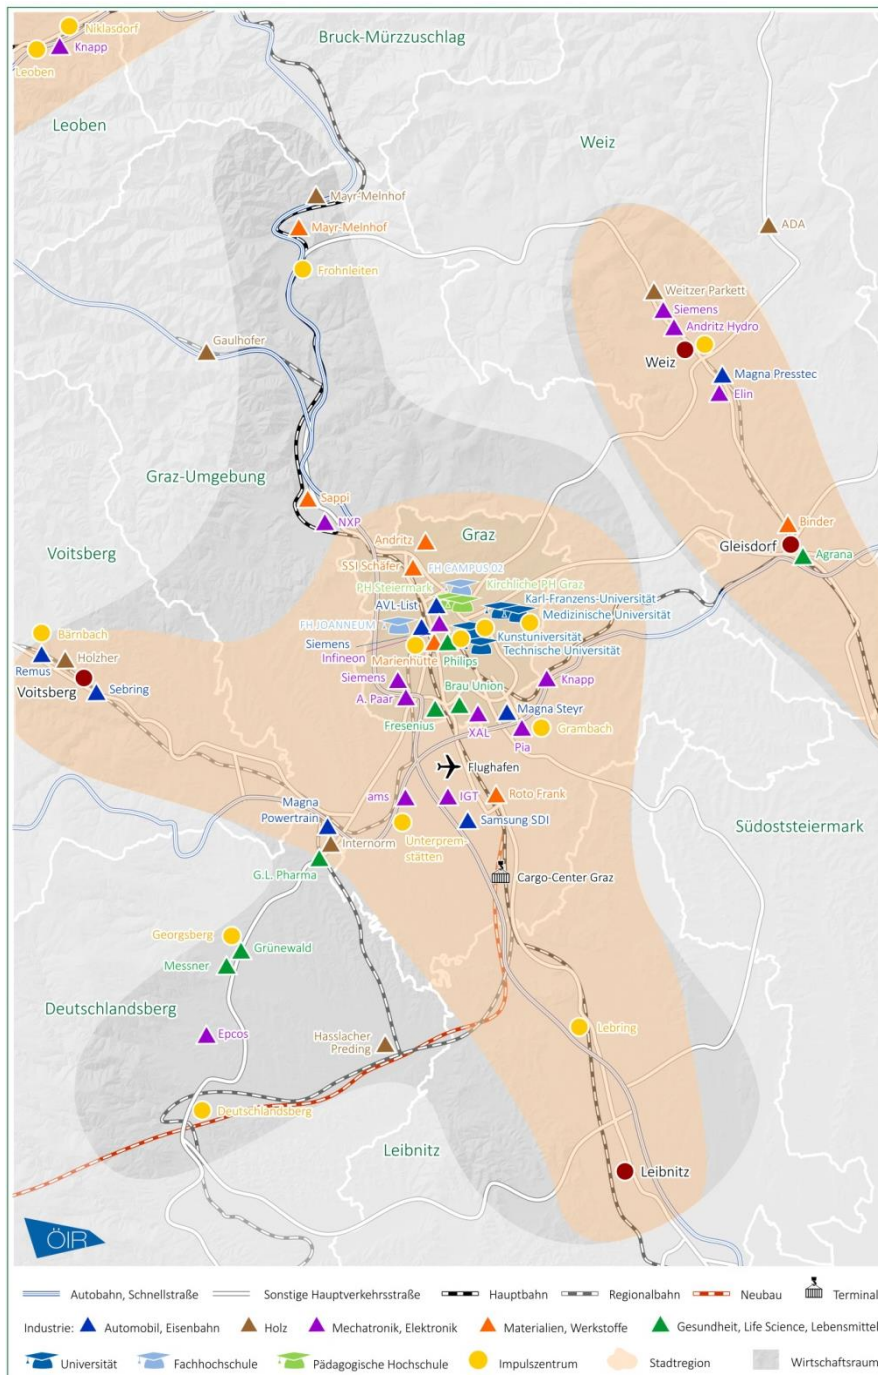 Niklasdorf
Knapp
Leoben
Bruck-Mürzzuschlag
Leoben
Weiz
Mayr-Melnhof
Mayr-Melnhof
ADA
Frohnleiten
Weitzer Parkett
Siemens
Andritz Hydro
Gaulhofer
Weiz
Magna Presstec
Elin
Graz-Umgebung
Sappi
NXP
Binder
Voitsberg
Andritz
Graz
Gleisdorf
Agrana
SSI Schäfer
FH CAMPUS 02
PH Steiermark
Kirchliche PH Graz
Karl-Franzens-Universität
AVL-List
Medizinische Universität
FH JOANNEUM
Bärnbach
Siemens
Kunstuniversität
Infineon
Technische Universität
Holzher
Marienhütte
Philips
Remus
Siemens
Knapp
Voitsberg
Sebring
Brau Union
A. Paar
Magna Steyr
Fresenius
XAL
Grambach
Pia
Flughafen
ams
IGT
Roto Frank
Magna
Powertrain
Samsung SDI
Südoststeiermark
Internorm
Unterprem-
stätten
G.L. Pharma
Cargo-Center Graz
Georgsberg
Grünewald
Messner
Deutschlandsberg
Epcos
Hasslacher
Preding
Lebring
Deutschlandsberg
Leibnitz
Leibnitz
ÖIR
Autobahn, Schnellstraße
Sonstige Hauptverkehrsstraße
Hauptbahn
Regionalbahn
Neubau
Terminal
Industrie:
Automobil, Eisenbahn
Holz
Mechatronik, Elektronik
Materialien, Werkstoffe
Gesundheit, Life Science, Lebensmittel
Universität
Fachhochschule
Pädagogische Hochschule
Impulszentrum
Stadtregion
Wirtschaftsraum